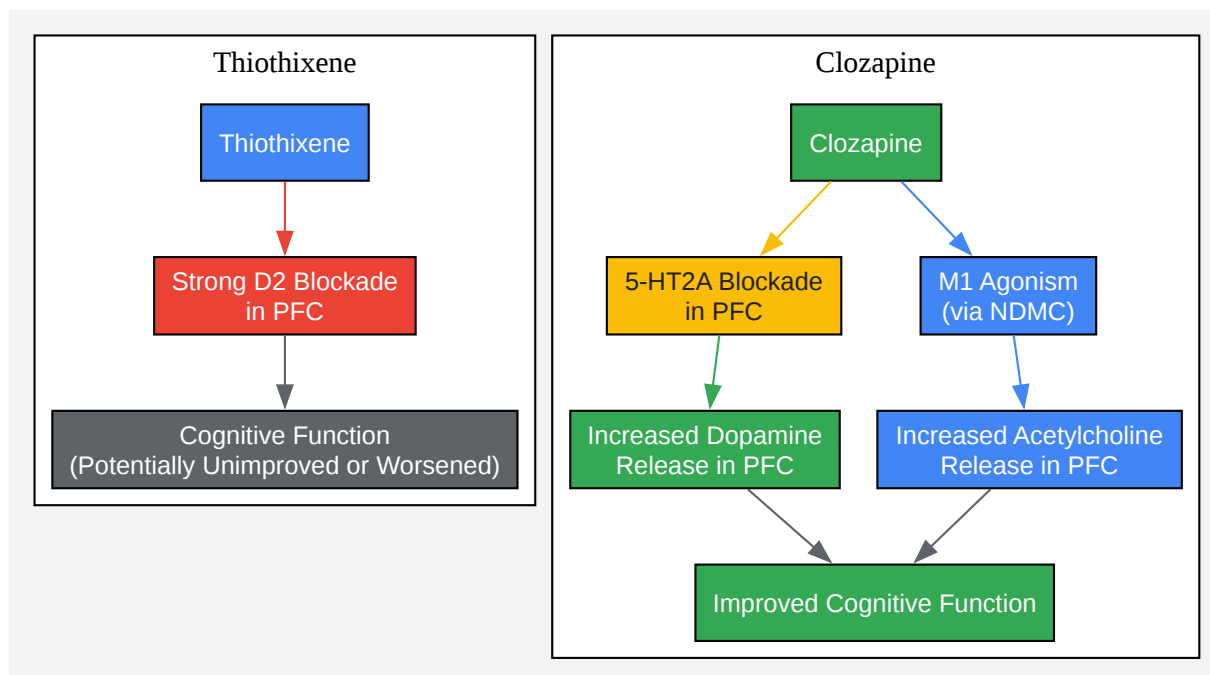 Thiothixene
Thiothixene
Strong D2 Blockade
in PFC
Cognitive Function
(Potentially Unimproved or Worsened)
Clozapine
Clozapine
5-HT2A Blockade
in PFC
M1 Agonism
(via NDMC)
Increased Dopamine
Release in PFC
Increased Acetylcholine
Release in PFC
Improved Cognitive Function